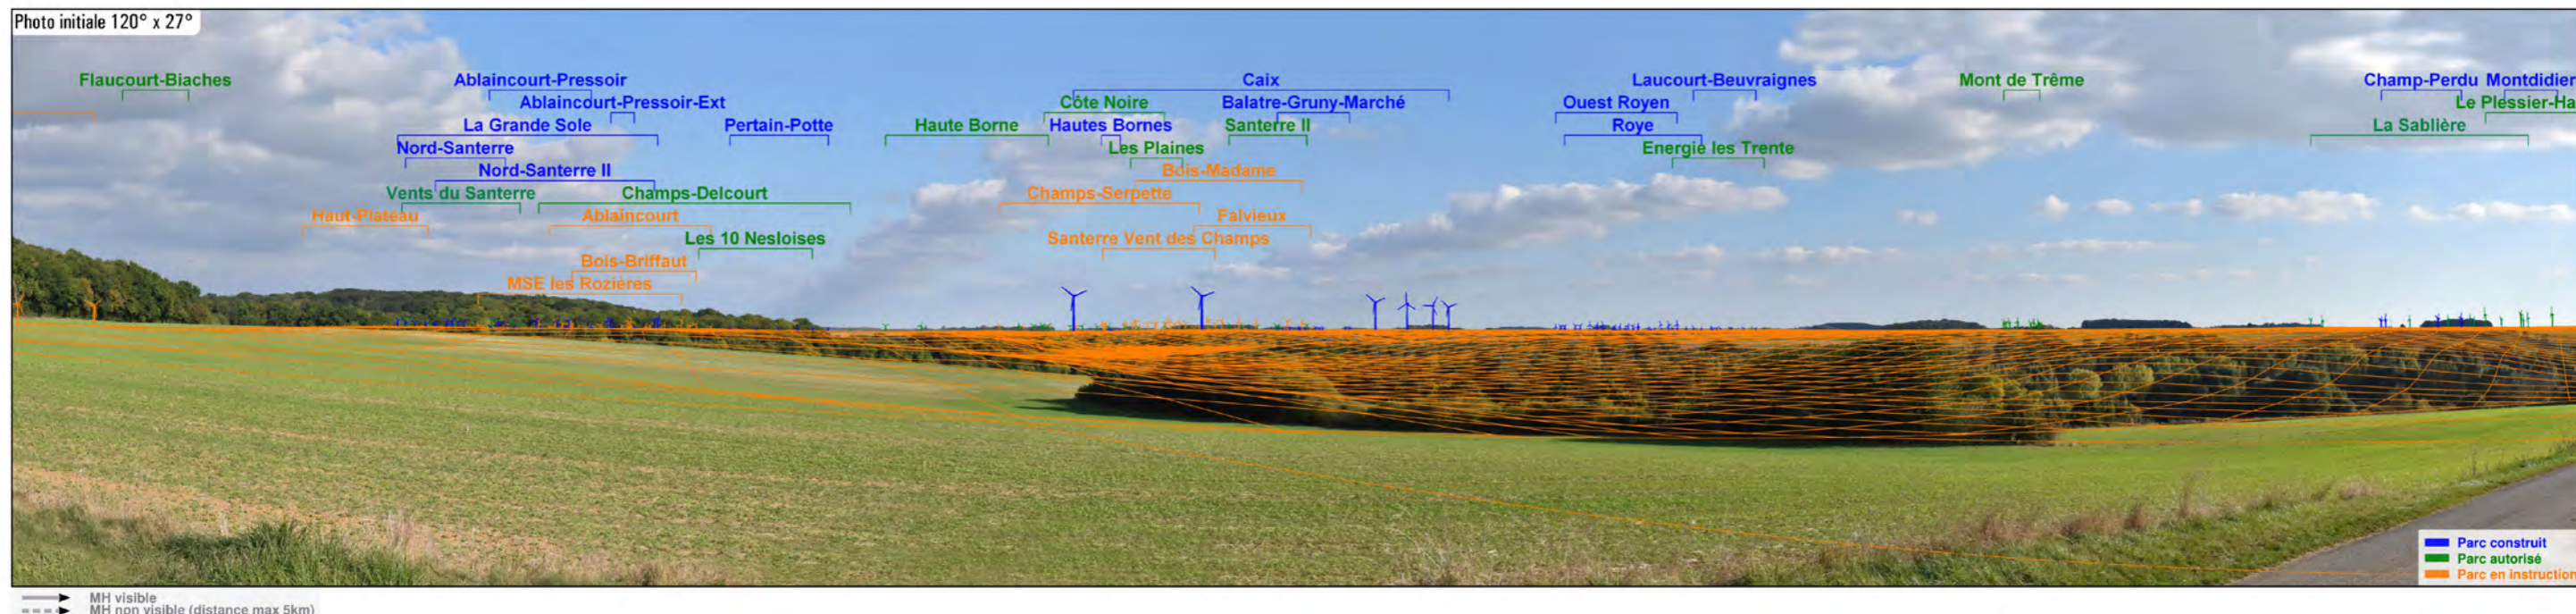 Photo initiale 120° x 27°
Flaucourt-Biaches
Ablaincourt-Pressoir
Caix
Laucourt-Beuvraignes
Mont de Trême
Champ-Perdu
Montdidier
Ablaincourt-Pressoir-Ext
Côte Noire
Balatre-Gruny-Marché
Ouest Royen
Le Plessier-Ha
La Grande Sole
Pertain-Potte
Haute Borne
Hautes Bornes
Santerre II
Roye
La Sablière
Nord-Santerre
Les Plaines
Energie les Trente
Nord-Santerre II
Bois-Madame
Vents du Santerre
Champs-Delcourt
Champs-Serpette
Haut-Plateau
Ablaincourt
Falvieux
Les 10 Nesloises
Santerre Vent des Champs
Bois-Briffaut
MSE les Rozières
Parc construit
Parc autorisé
Parc en instruction
MH visible
MH non visible (distance max 5km)